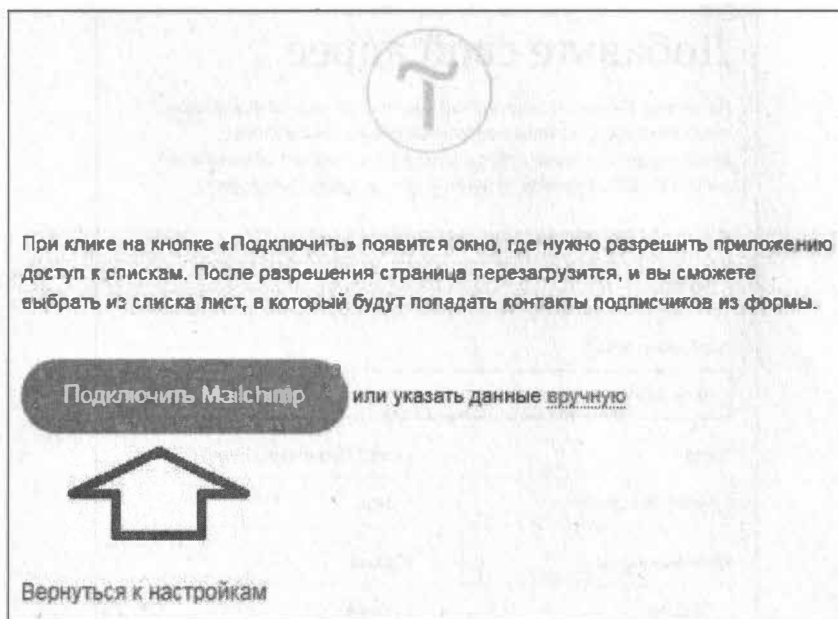 При клике на кнопке «Подключить» появится окно, где нужно разрешить приложению
доступ к спискам. После разрешения страница перезагрузится, и вы сможете
выбрать из списка лист, в который будут попадать контакты подписчиков из формы.
Подключить Mailchimp или указать данные вручную
Вернуться к настройкам